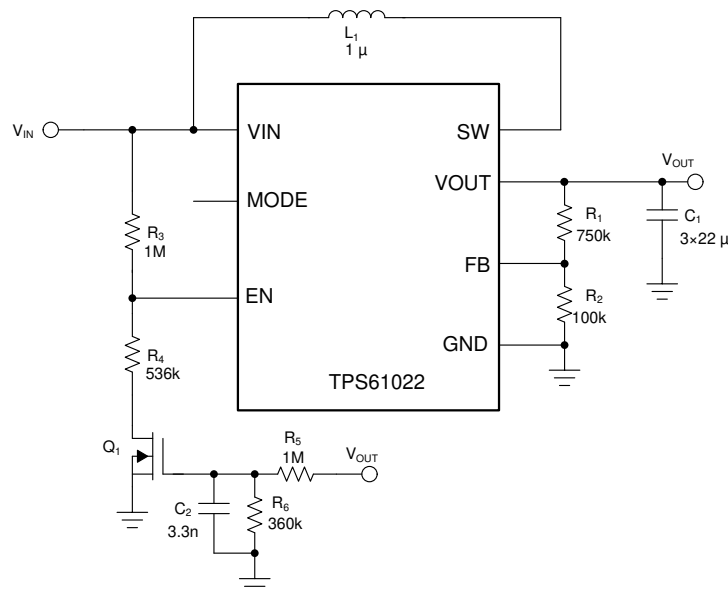 L1
1 µ
VIN
VIN
SW
VOUT
VOUT
MODE
R1
750k
C1
3×22 µ
R3
1M
FB
EN
R2
100k
R4
536k
GND
TPS61022
Q1
R5
1M
VOUT
C2
3.3n
R6
360k